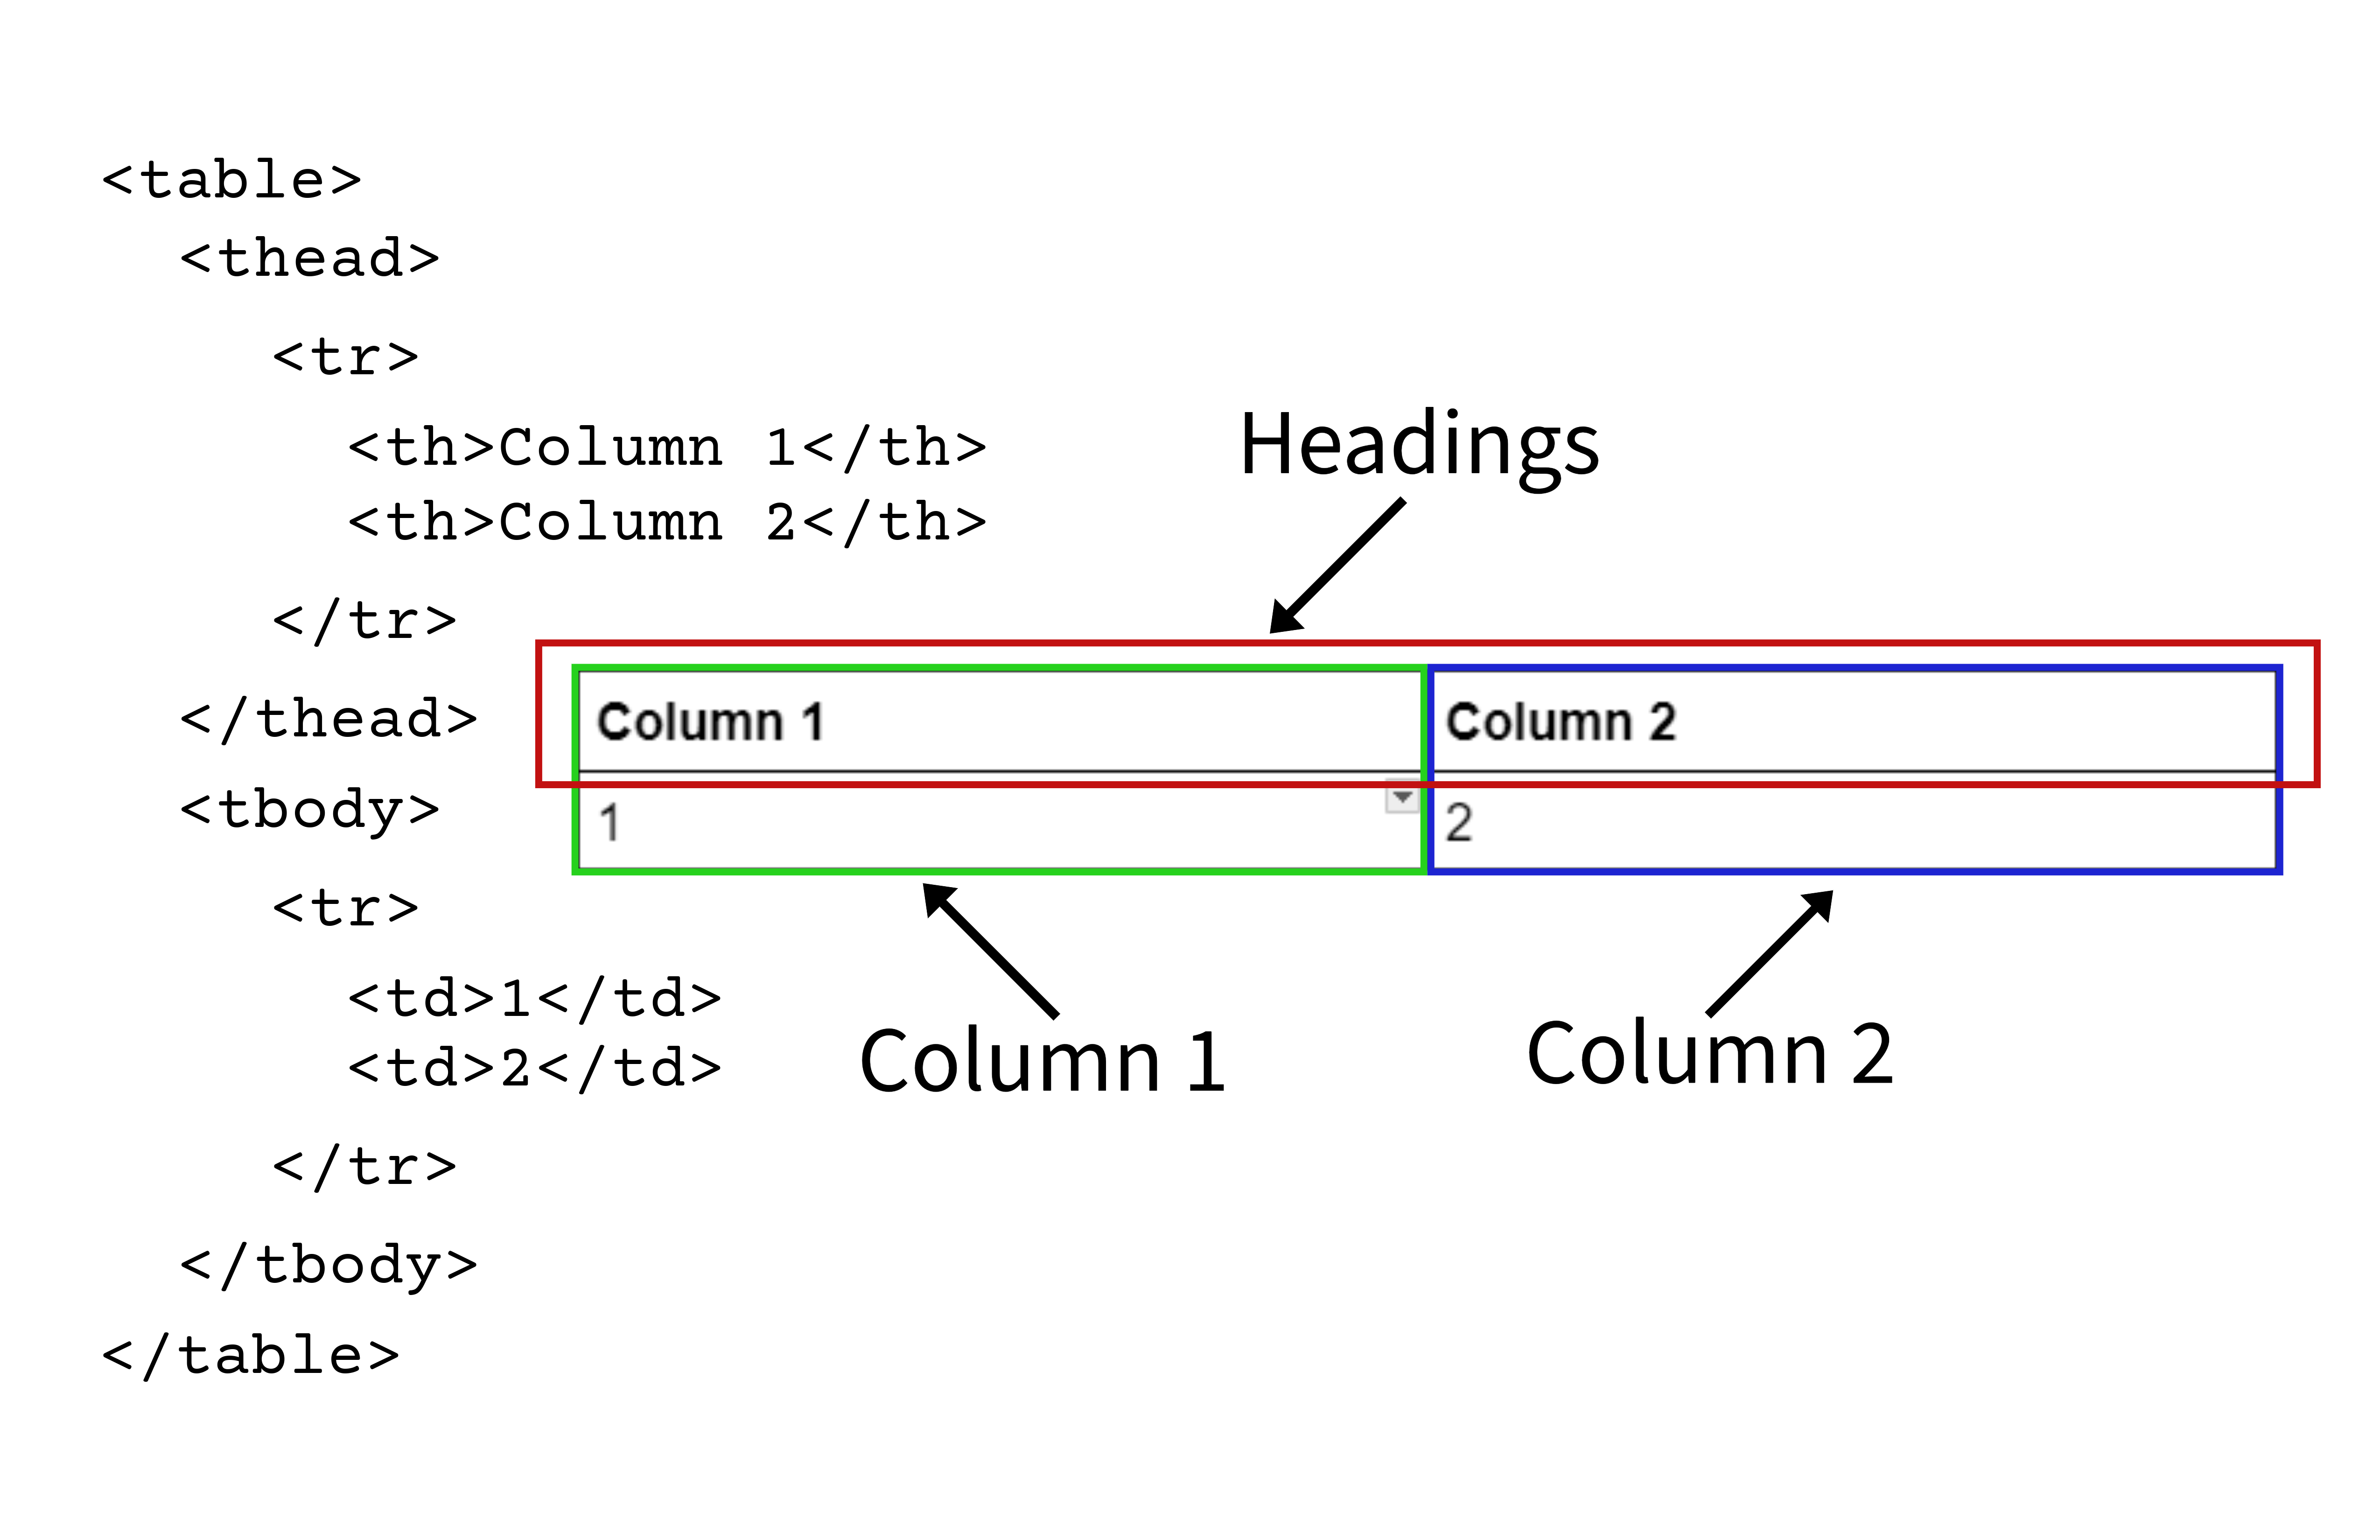 <table>
<thead>
<tr>
<th>Column 1</th>
<th>Column 2</th>
</tr>
</thead>
<tbody>
<tr>
<td>1</td>
<td>2</td>
</tr>
</tbody>
</table>
Headings
Column 1 Column 2
1 2
Column 1 Column 2